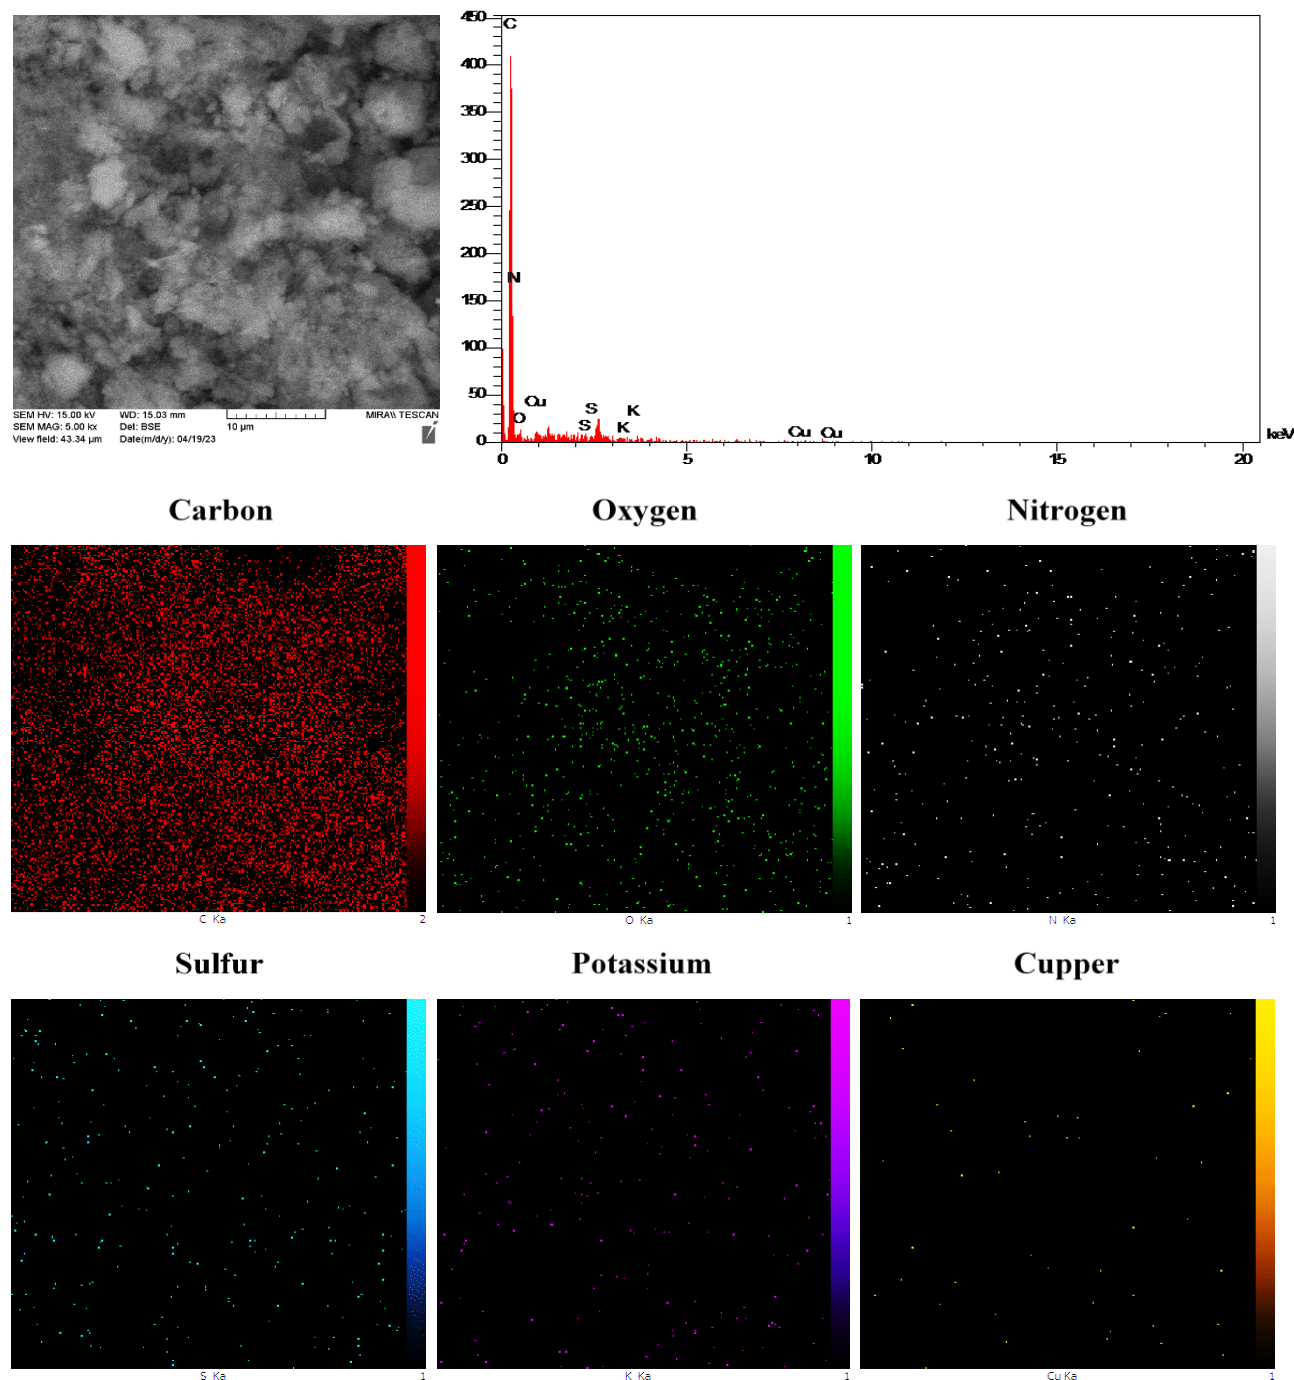 SEM HV: 15.00 kV WD: 15.03 mm MIRA\\ TESCAN
SEM MAG: 5.00 kx Det: BSE 10 µm
View field: 43.34 µm Date(m/d/y): 04/19/23
450
400
350
300
250
200
150
100
50
0
C
N
O
Cu
S
S
K
K
Cu
Cu
0 5 10 15 20
keV
Carbon Oxygen Nitrogen
C Ka 2 O Ka 1 N Ka 1
Sulfur Potassium Cupper
S Ka 1 K Ka 1 Cu Ka 1